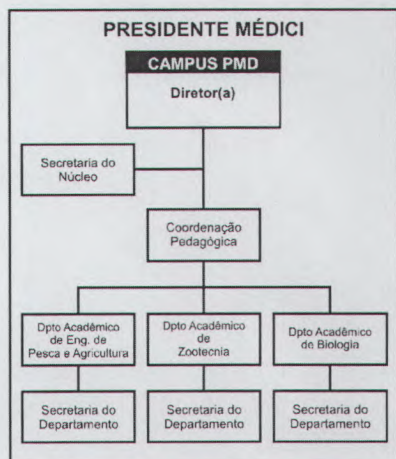 PRESIDENTE MÉDICI
CAMPUS PMD
Diretor(a)
Secretaria do
Núcleo
Coordenação
Pedagógica
Dpto Acadêmico
de Eng. de
Pesca e Agricultura
Dpto Acadêmico
de
Zootecnia
Dpto Acadêmico
de Biologia
Secretaria do
Departamento
Secretaria do
Departamento
Secretaria do
Departamento